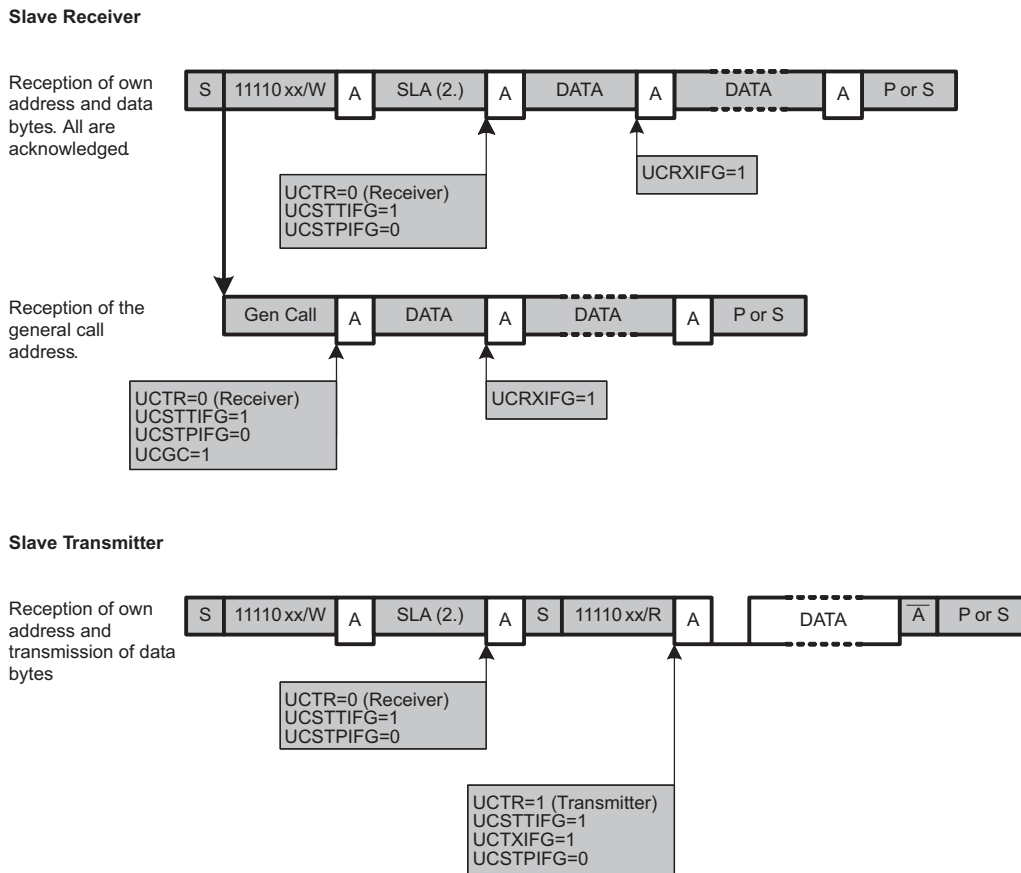 Slave Receiver
Reception of own
address and data
bytes. All are
acknowledged.
S 11110 xx/W A SLA (2.) A DATA A DATA A P or S
UCTR=0 (Receiver)
UCSTTIFG=1
UCSTPIFG=0
UCRXIFG=1
Reception of the
general call
address.
Gen Call A DATA A DATA A P or S
UCTR=0 (Receiver)
UCSTTIFG=1
UCSTPIFG=0
UCGC=1
UCRXIFG=1
Slave Transmitter
Reception of own
address and
transmission of data
bytes
S 11110 xx/W A SLA (2.) A S 11110 xx/R A DATA A̅ P or S
UCTR=0 (Receiver)
UCSTTIFG=1
UCSTPIFG=0
UCTR=1 (Transmitter)
UCSTTIFG=1
UCTXIFG=1
UCSTPIFG=0